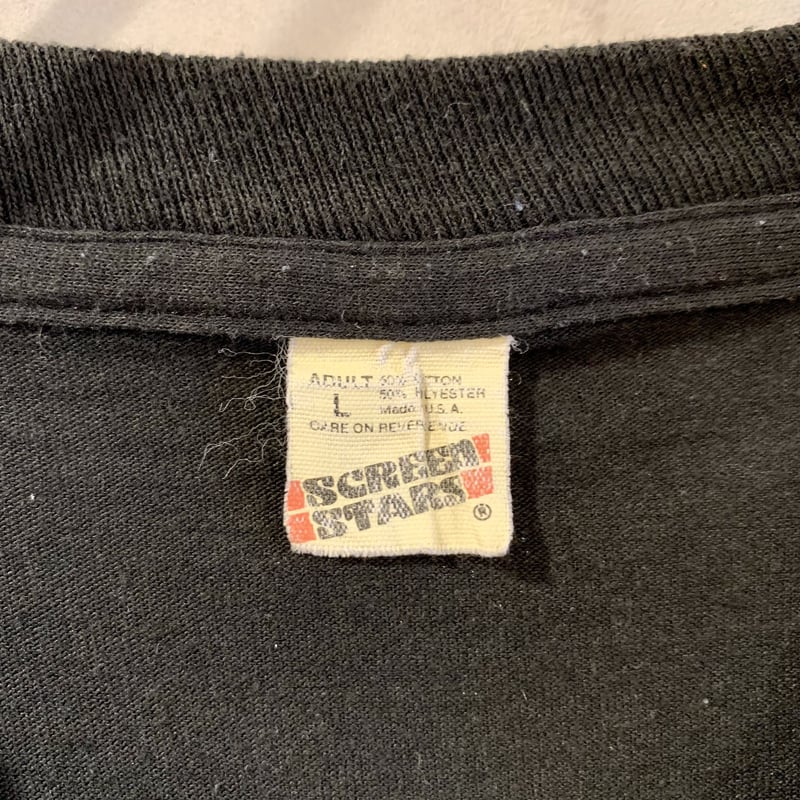 ADULT 50% COTTON
L 50% POLYESTER
Made U.S.A.
CARE ON REVERSE
SCREEN
STARS ®